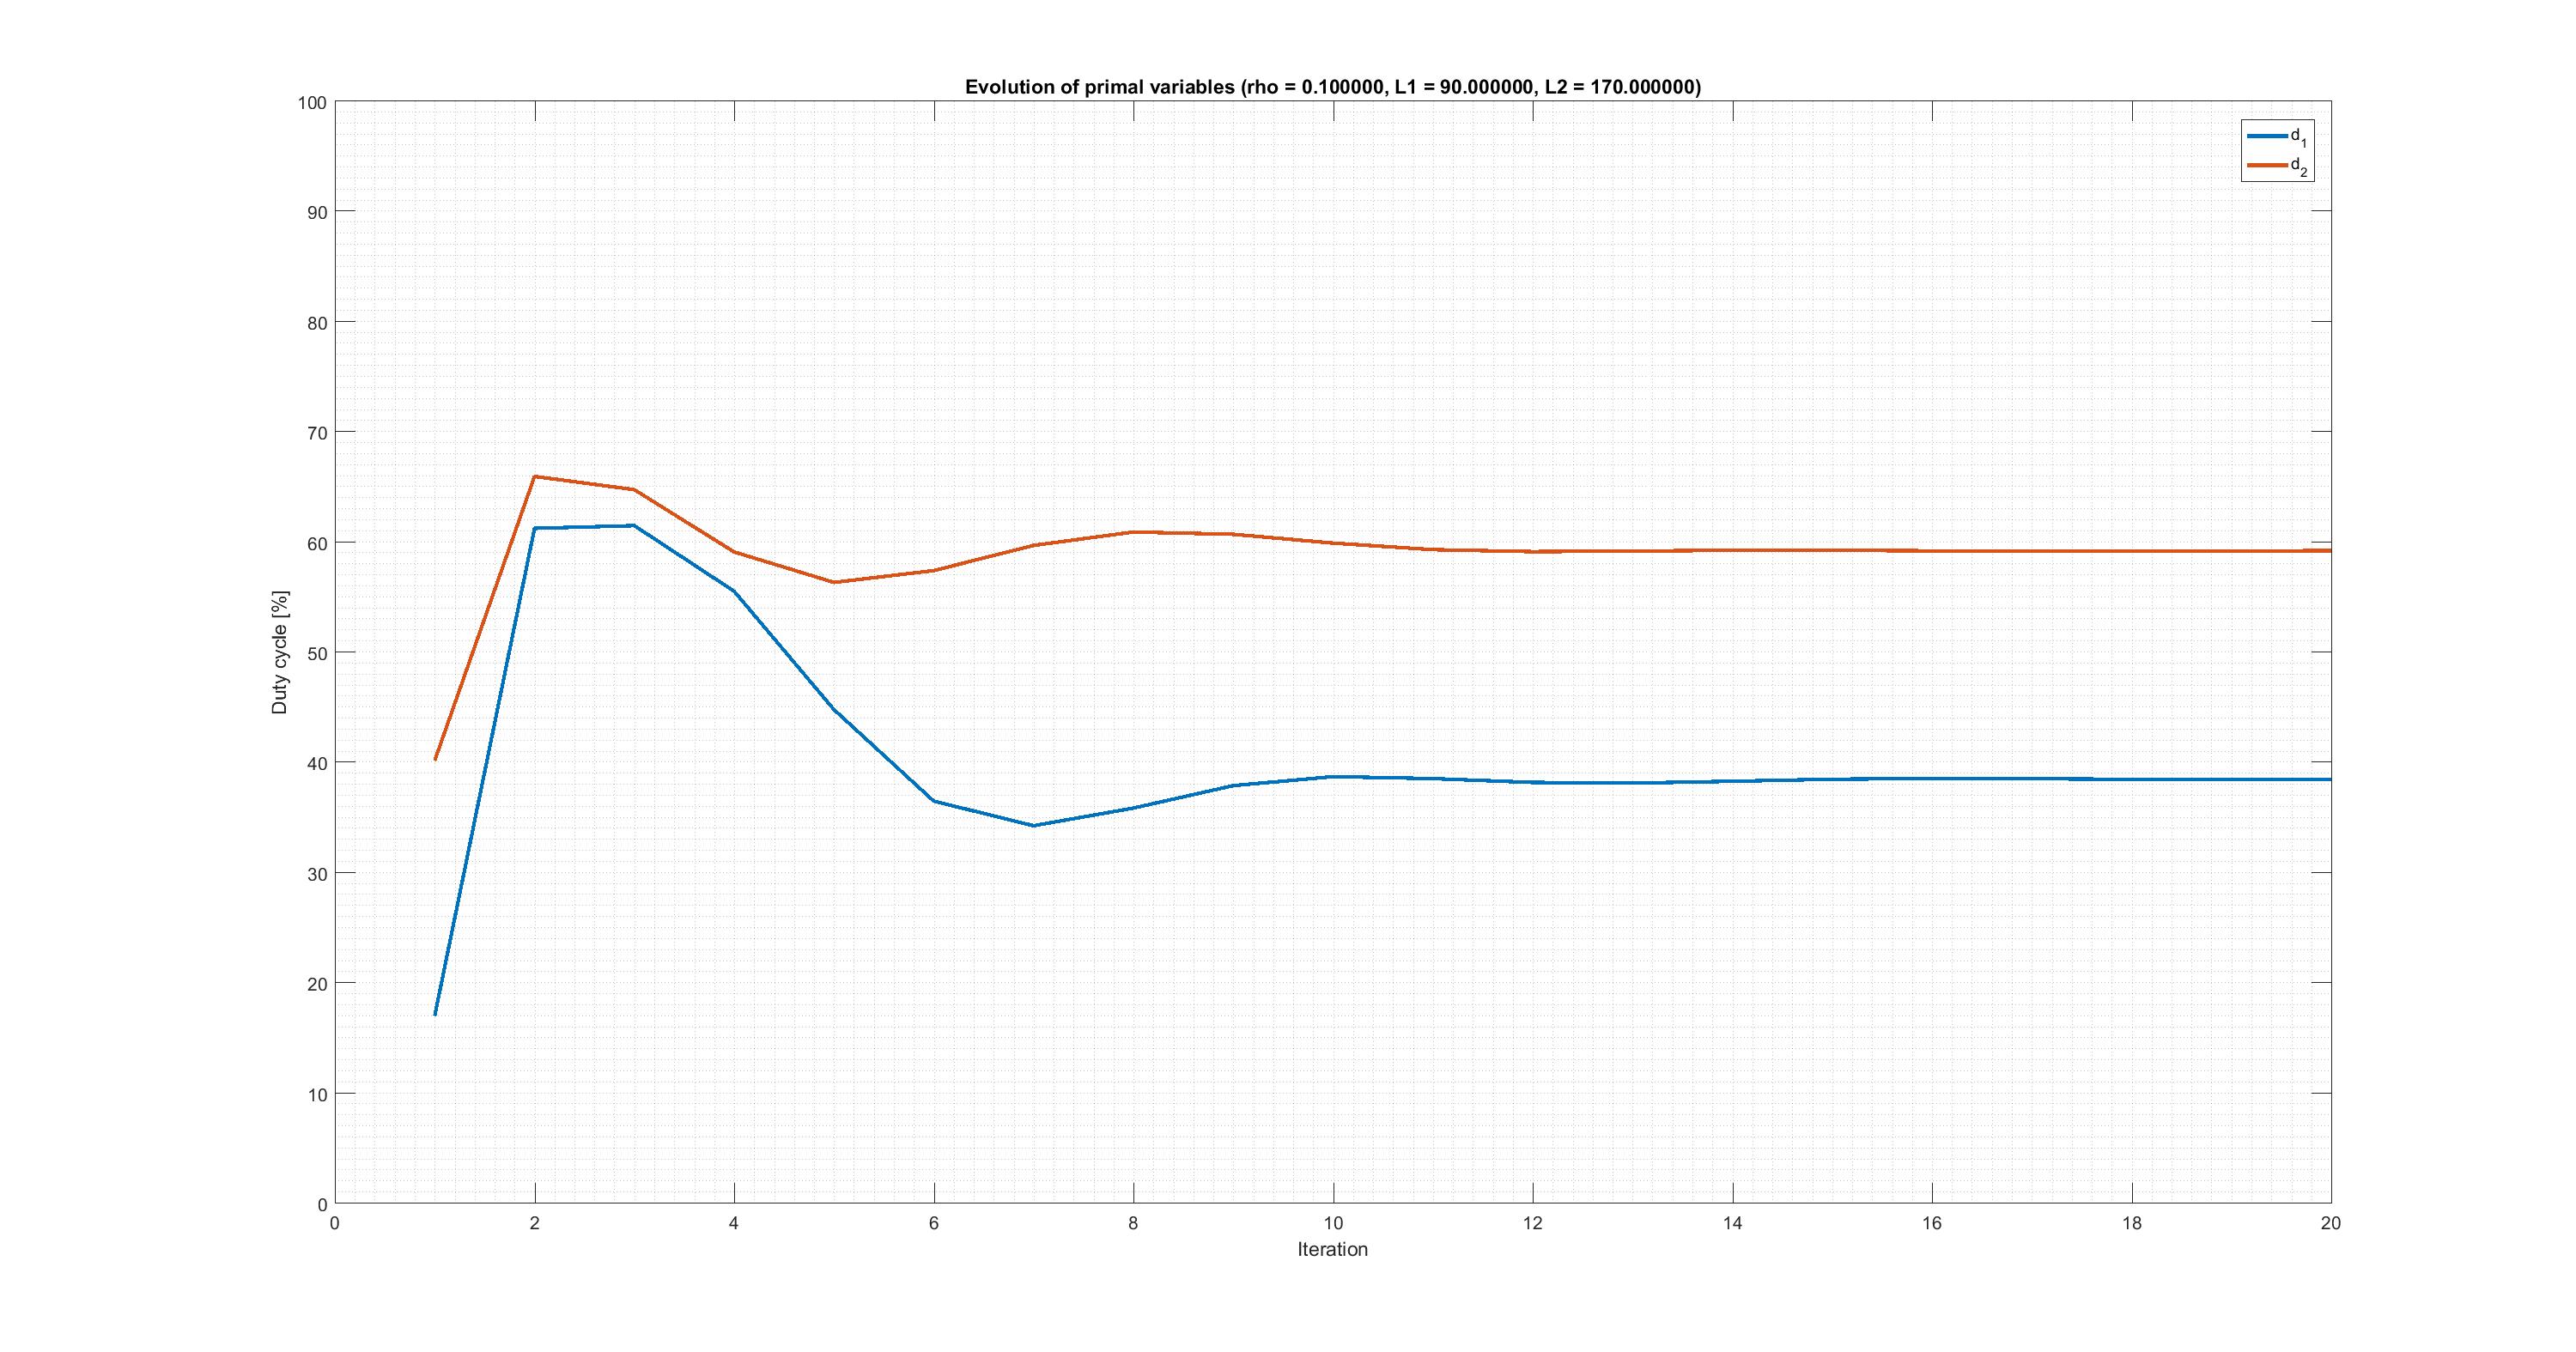 Evolution of primal variables (rho = 0.100000, L1 = 90.000000, L2 = 170.000000)
d1
d2
100
90
80
70
60
50
40
30
20
10
0
Duty cycle [%]
0 2 4 6 8 10 12 14 16 18 20
Iteration